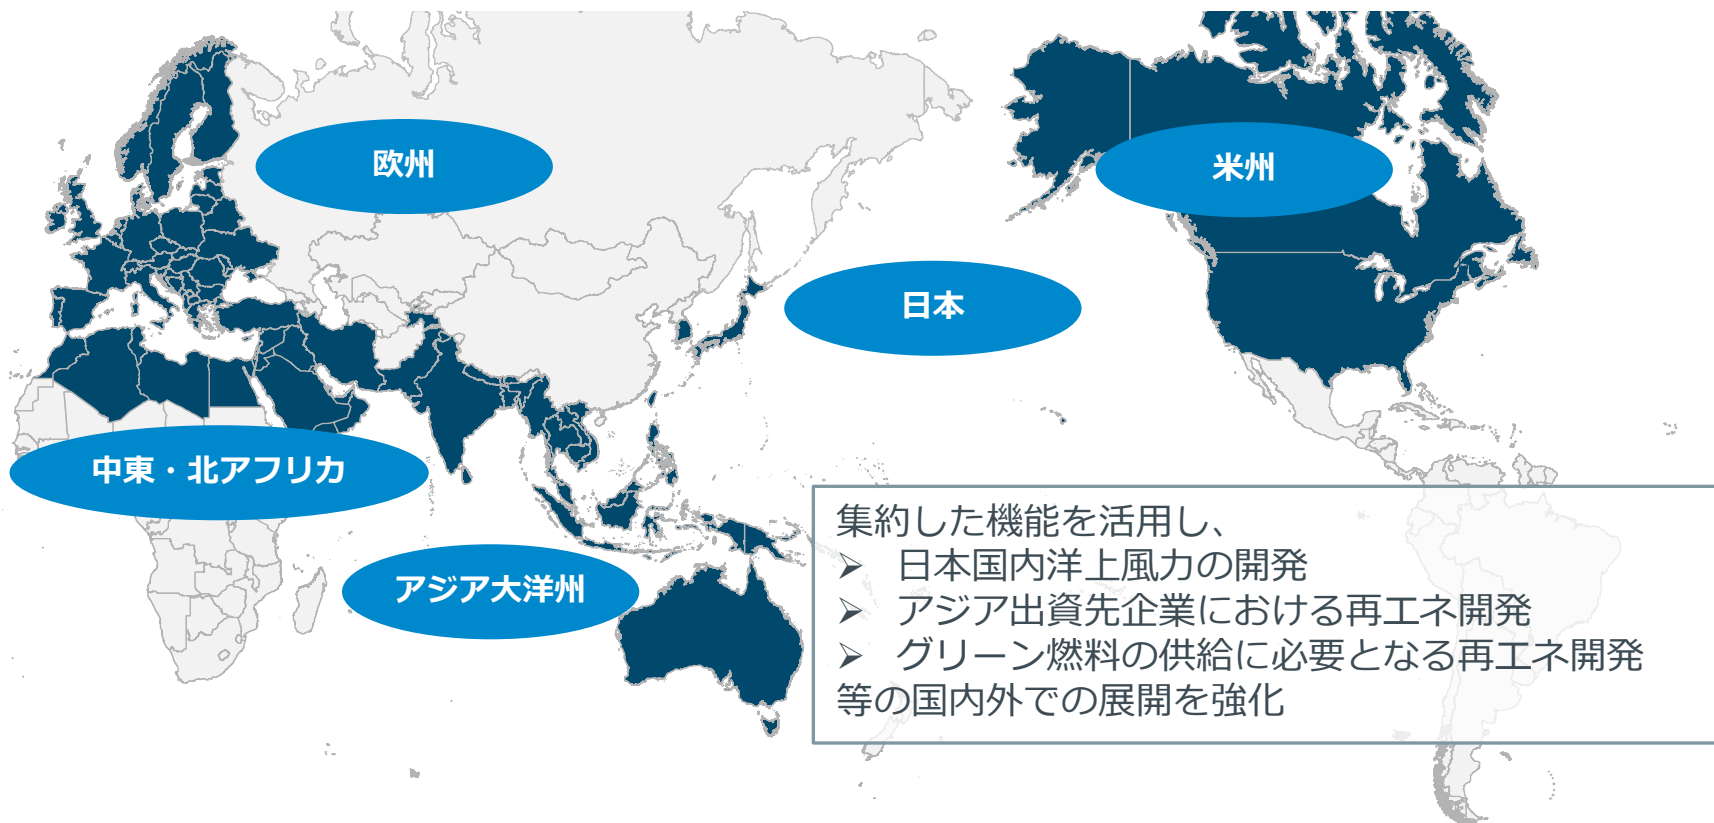 欧州
米州
日本
中東・北アフリカ
アジア大洋州
集約した機能を活用し、
➢ 日本国内洋上風力の開発
➢ アジア出資先企業における再エネ開発
➢ グリーン燃料の供給に必要となる再エネ開発
等の国内外での展開を強化